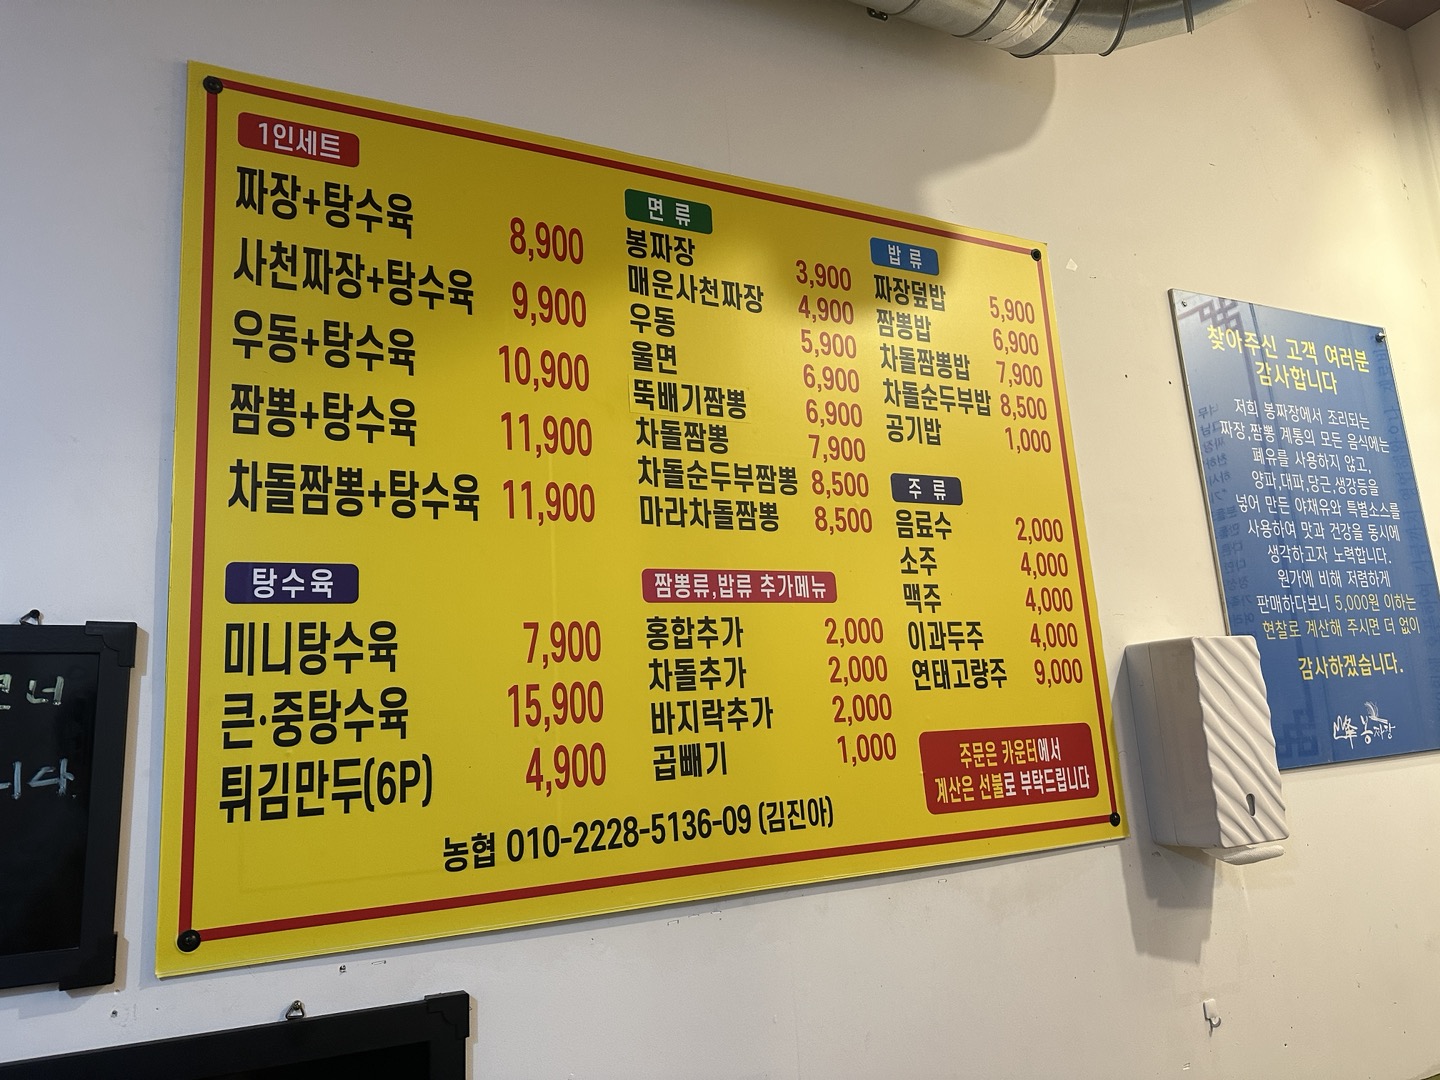 1인세트
짜장+탕수육 8,900
사천짜장+탕수육 9,900
우동+탕수육 10,900
짬뽕+탕수육 11,900
차돌짬뽕+탕수육 11,900
탕수육
미니탕수육 7,900
큰·중탕수육 15,900
튀김만두(6P) 4,900
면 류
봉짜장 3,900
매운사천짜장 4,900
우동 5,900
울면 6,900
뚝배기짬뽕 6,900
차돌짬뽕 7,900
차돌순두부짬뽕 8,500
마라차돌짬뽕 8,500
짬뽕류,밥류 추가메뉴
홍합추가 2,000
차돌추가 2,000
바지락추가 2,000
곱빼기 1,000
밥 류
짜장덮밥 5,900
짬뽕밥 6,900
차돌짬뽕밥 7,900
차돌순두부밥 8,500
공기밥 1,000
주 류
음료수 2,000
소주 4,000
맥주 4,000
이과두주 4,000
연태고량주 9,000
주문은 카운터에서
계산은 선불로 부탁드립니다
농협 010-2228-5136-09 (김진아)
찾아주신 고객 여러분
감사합니다
저희 봉짜장에서 조리되는
짜장,짬뽕 계통의 모든 음식에는
폐유를 사용하지 않고,
양파,대파,당근,생강등을
넣어 만든 야채유와 특별소스를
사용하여 맛과 건강을 동시에
생각하고자 노력합니다.
원가에 비해 저렴하게
판매하다보니 5,000원 이하는
현찰로 계산해 주시면 더 없이
감사하겠습니다.
봉짜장
니다